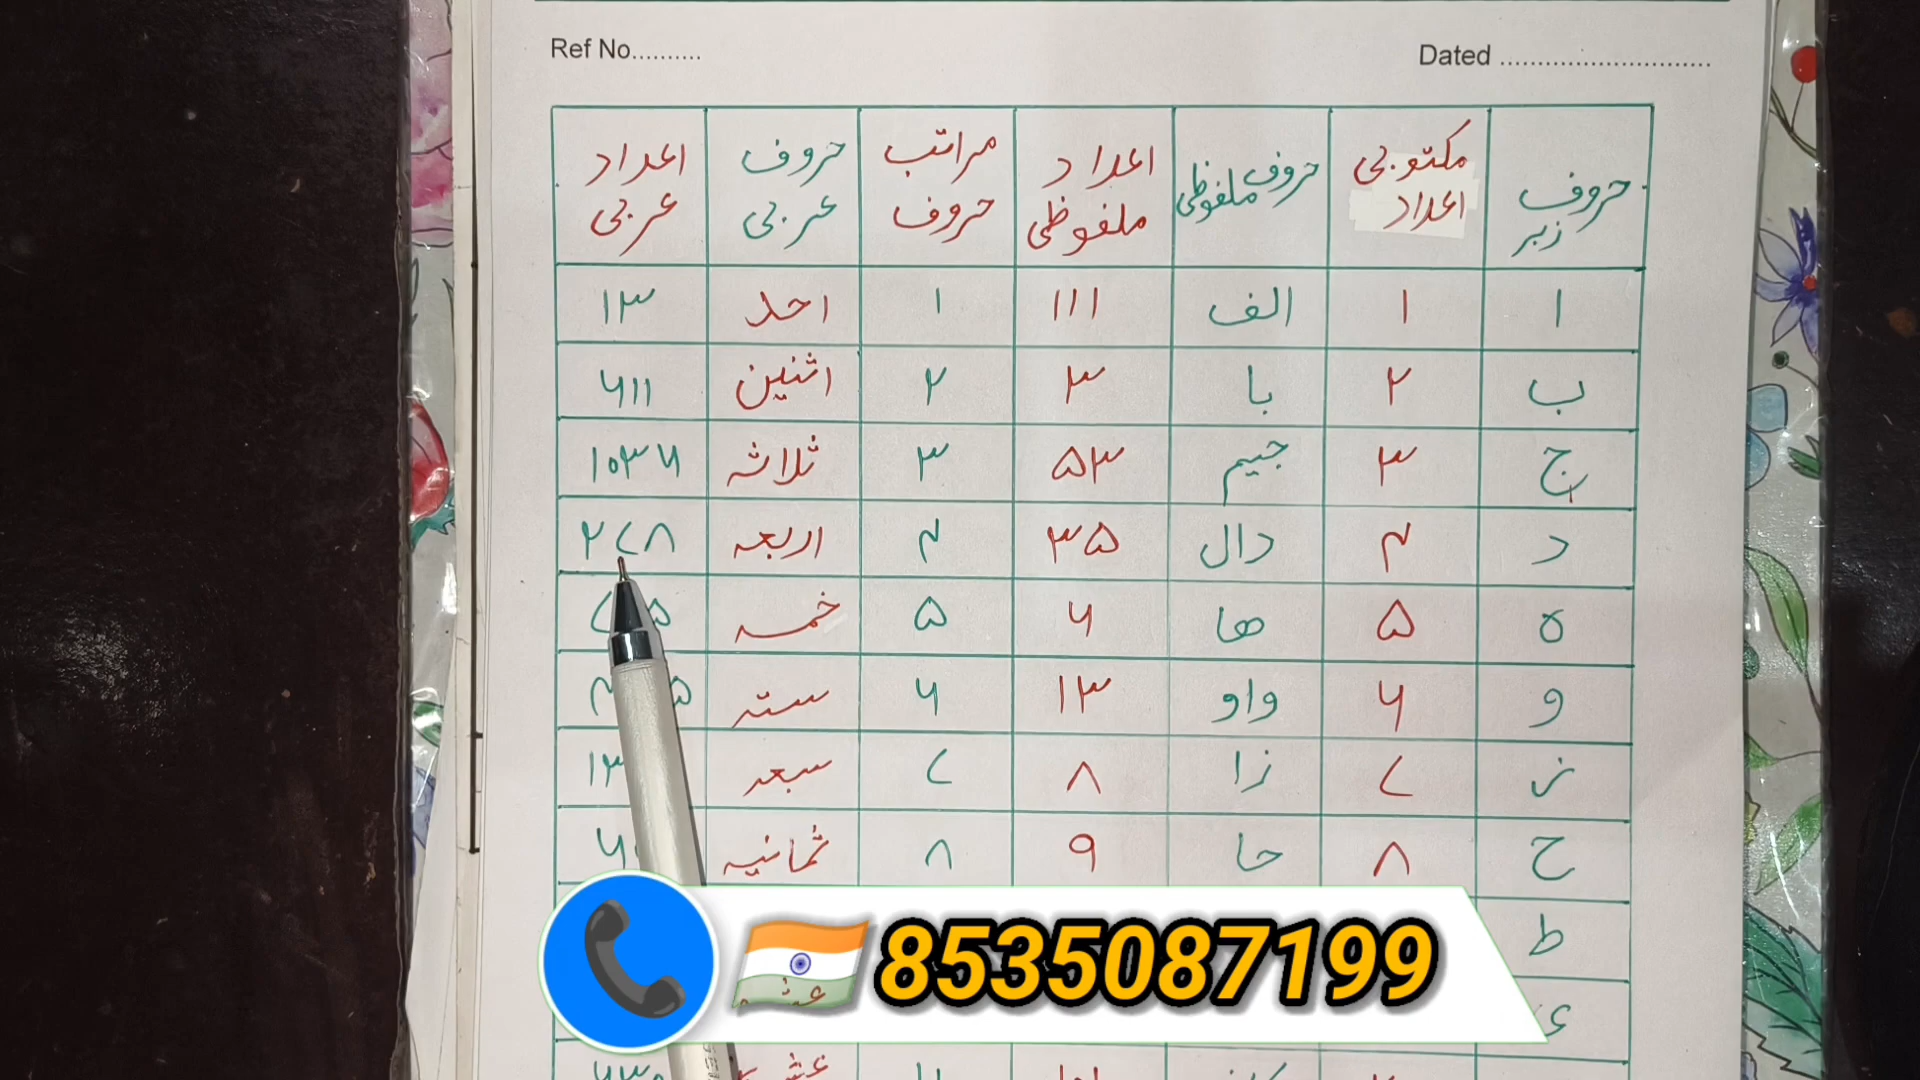 Ref No..........
Dated ............................
حروف زبر مکتوبی اعداد حروف ملفوظی اعداد ملفوظی مراتب حروف حروف عربی اعداد عربی
ا ۱ الف ۱۱۱ ۱ احد ۱۳
ب ۲ با ۳ ۲ اثنین ۶۱۱
ج ۳ جیم ۵۳ ۳ ثلاثہ ۱۰۳۶
د ۴ دال ۳۵ ۴ اربعہ ۲۷۸
ہ ۵ ھا ۶ ۵ خمسہ
و ۶ واو ۱۳ ۶ ستہ
ز ۷ زا ۸ ۷ سبعہ
ح ۸ حا ۹ ۸ ثمانیہ
ط
ی
8535087199